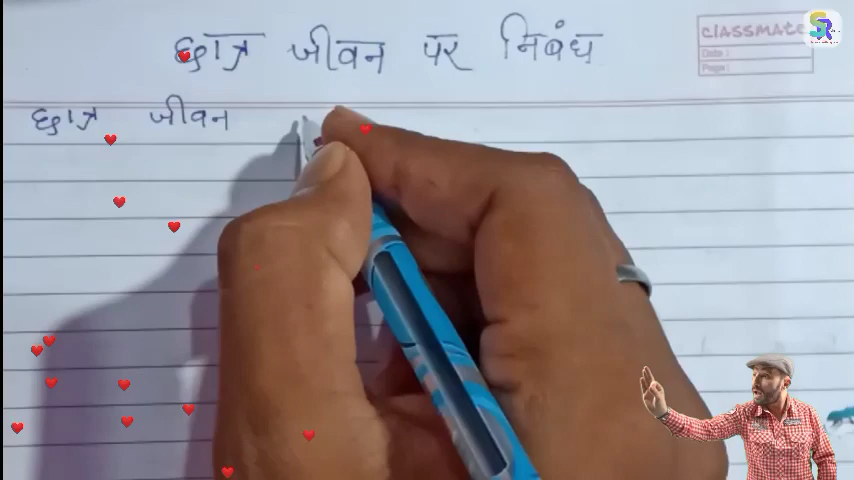 छात्र जीवन पर निबंध
CLASSMATE
Date :
Page :
छात्र जीवन